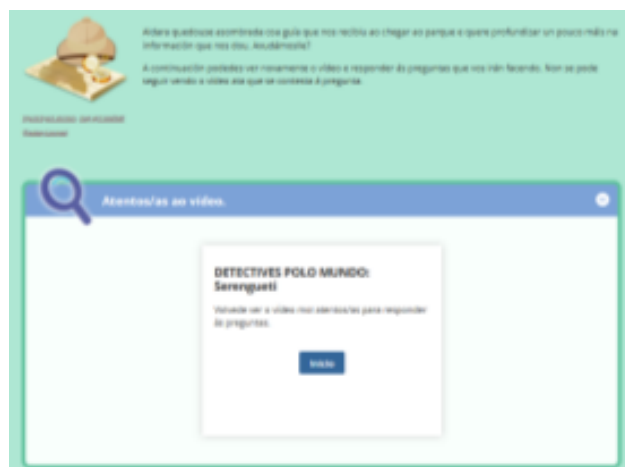 Aldara quedouse asombrada coa guía que nos recibiu ao chegar ao parque e quere profundizar un pouco máis na
información que nos dou. Axudámoslle?
A continuación podedes ver novamente o vídeo e responder ás preguntas que vos irán facendo. Non se pode
seguir vendo o vídeo ata que se contesta á pregunta.
Atentos/as ao vídeo.
DETECTIVES POLO MUNDO:
Serengueti
Volvede ver o vídeo moi atentos/as para responder
ás preguntas.
Inicio